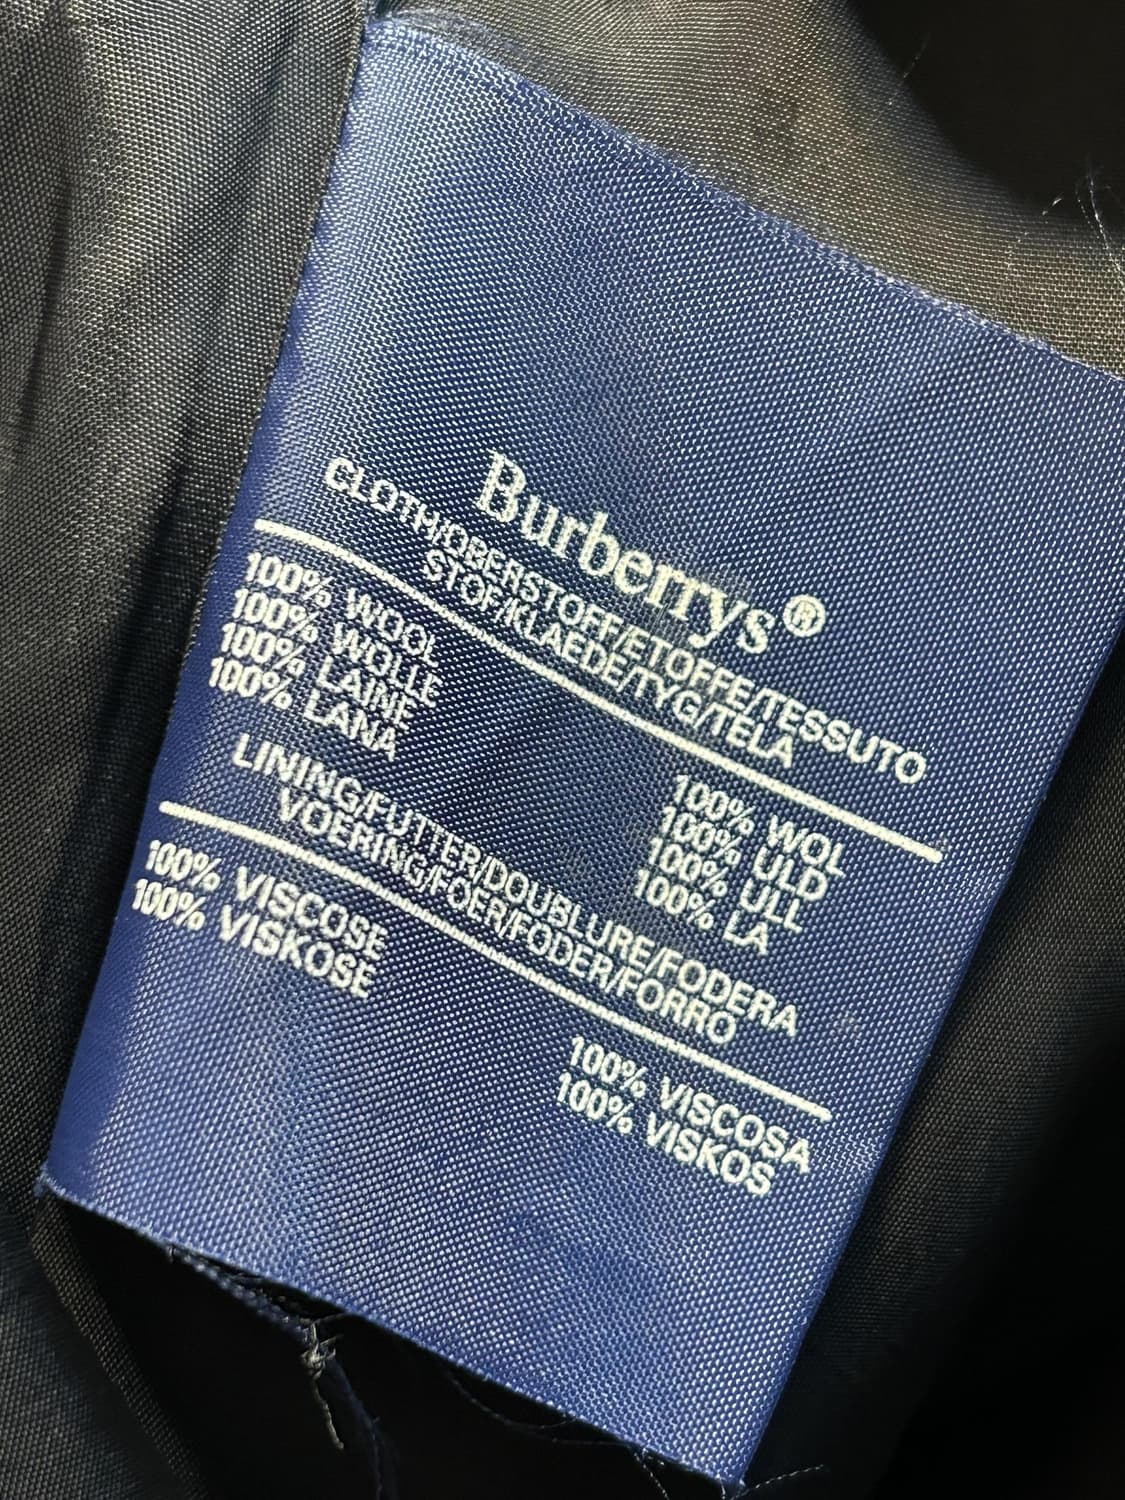 Burberrys®
CLOTH/OBERSTOFF/ETOFFE/TESSUTO
STOF/KLAEDE/TYG/TELA
100% WOOL
100% WOLLE
100% LAINE
100% LANA
100% WOL
100% ULD
100% ULL
100% LA
LINING/FUTTER/DOUBLURE/FODERA
VOERING/FOER/FODER/FORRO
100% VISCOSE
100% VISKOSE
100% VISCOSA
100% VISKOS